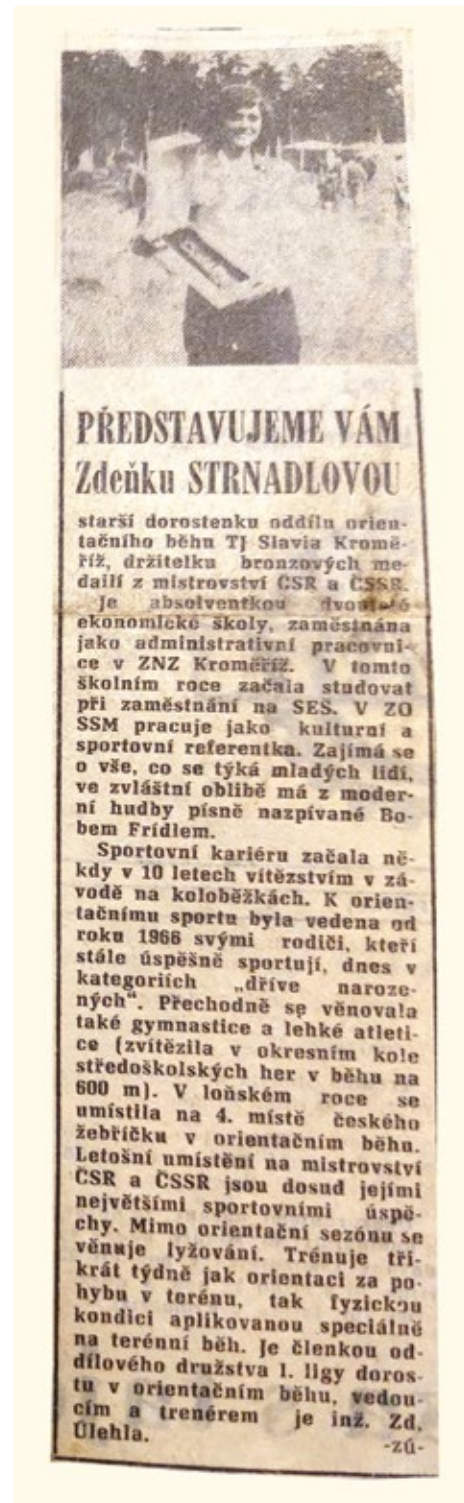 PŘEDSTAVUJEME VÁM
Zdeňku STRNADLOVOU
starší dorostenku oddílu orien-
tačního běhu TJ Slavia Kromě-
říž, držitelku bronzových me-
dailí z mistrovství ČSR a ČSSR.
Je absolventkou dvouleté
ekonomické školy, zaměstnána
jako administrativní pracovni-
ce v ZNZ Kroměříž. V tomto
školním roce začala studovat
při zaměstnání na SEŠ. V ZO
SSM pracuje jako kulturní a
sportovní referentka. Zajímá se
o vše, co se týká mladých lidí,
ve zvláštní oblibě má z moder-
ní hudby písně nazpívané Bo-
bem Frídlem.
Sportovní kariéru začala ně-
kdy v 10 letech vítězstvím v zá-
vodě na koloběžkách. K orien-
tačnímu sportu byla vedena od
roku 1966 svými rodiči, kteří
stále úspěšně sportují, dnes v
kategoriích „dříve naroze-
ných“. Přechodně se věnovala
také gymnastice a lehké atleti-
ce (zvítězila v okresním kole
středoškolských her v běhu na
600 m). V loňském roce se
umístila na 4. místě českého
žebříčku v orientačním běhu.
Letošní umístění na mistrovství
ČSR a ČSSR jsou dosud jejími
největšími sportovními úspě-
chy. Mimo orientační sezónu se
věnuje lyžování. Trénuje tři-
krát týdně jak orientaci za po-
hybu v terénu, tak fyzickou
kondici aplikovanou speciálně
na terénní běh. Je členkou od-
dílového družstva I. ligy doros-
tu v orientačním běhu, vedou-
cím a trenérem je inž. Zd.
Úlehla.
-zú-